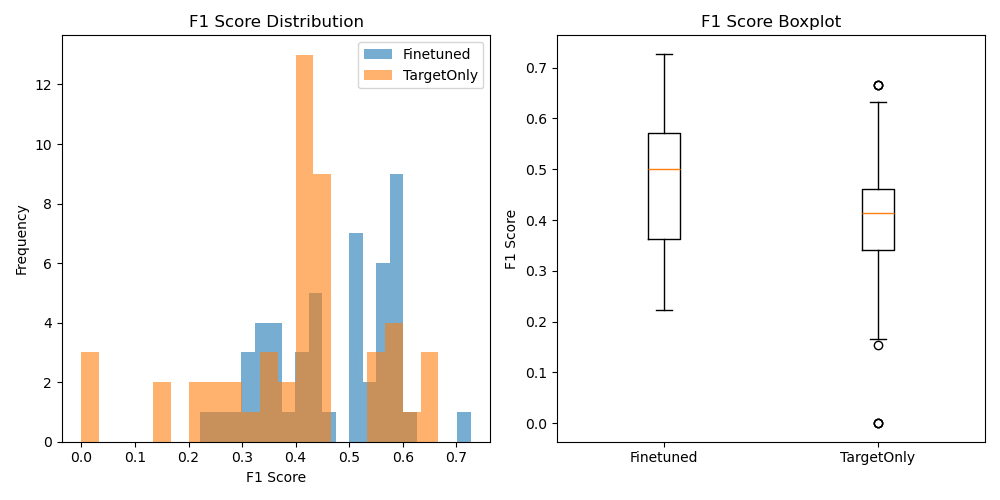 F1 Score Distribution
Finetuned
TargetOnly
Frequency
12
10
8
6
4
2
0
0.0 0.1 0.2 0.3 0.4 0.5 0.6 0.7
F1 Score
F1 Score Boxplot
F1 Score
0.7
0.6
0.5
0.4
0.3
0.2
0.1
0.0
Finetuned TargetOnly